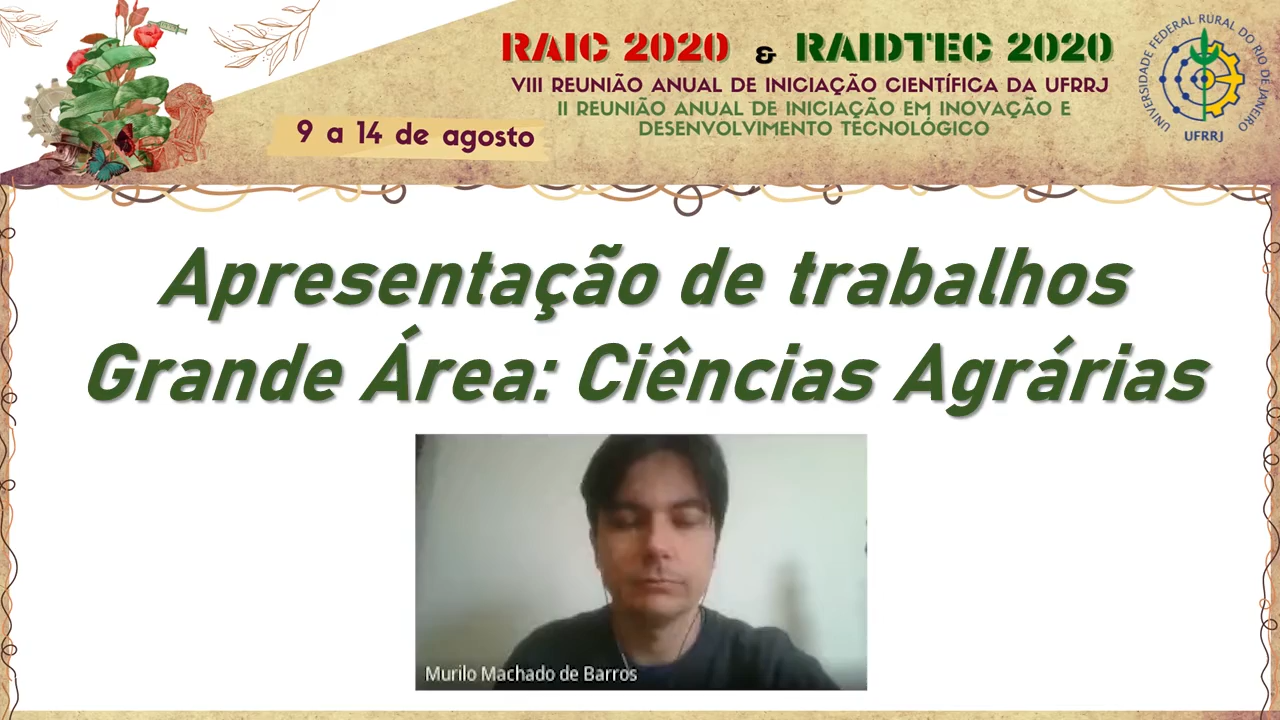 RAIC 2020 & RAIDTEC 2020
VIII REUNIÃO ANUAL DE INICIAÇÃO CIENTÍFICA DA UFRRJ
II REUNIÃO ANUAL DE INICIAÇÃO EM INOVAÇÃO E
DESENVOLVIMENTO TECNOLÓGICO
9 a 14 de agosto
UNIVERSIDADE FEDERAL RURAL DO RIO DE JANEIRO
UFRRJ
Apresentação de trabalhos
Grande Área: Ciências Agrárias
Murilo Machado de Barros